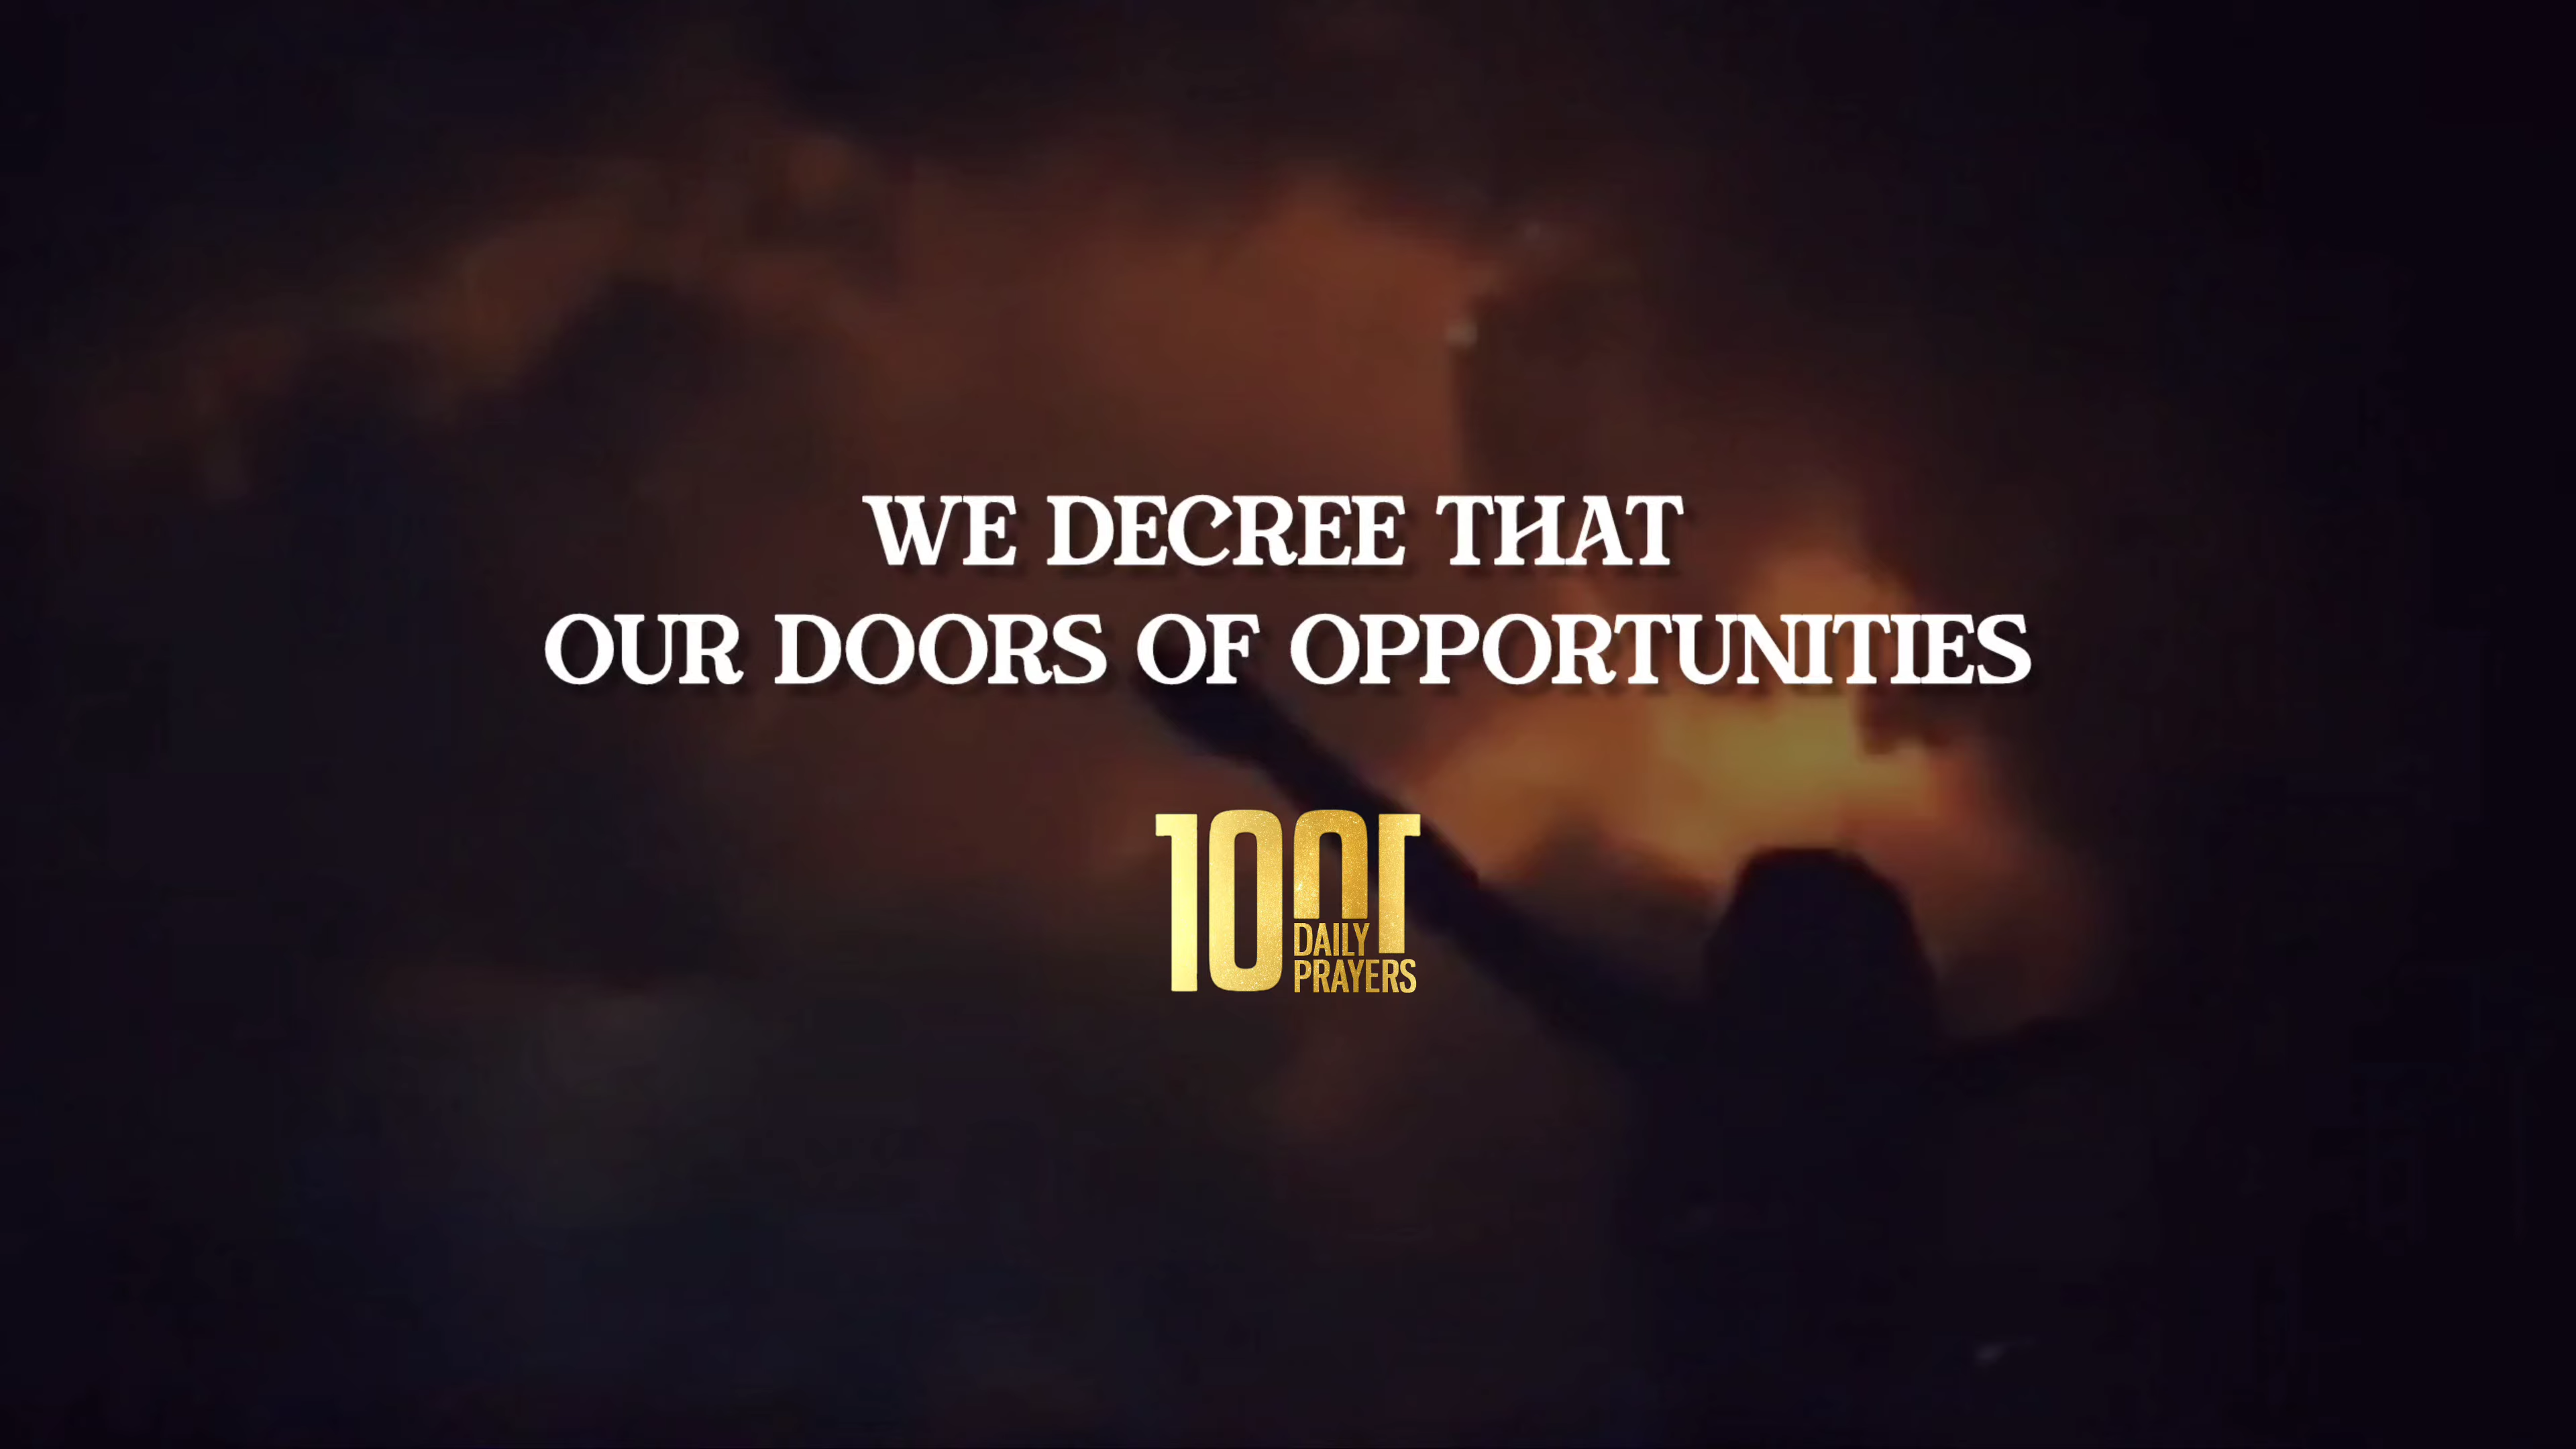 WE DECREE THAT
OUR DOORS OF OPPORTUNITIES
1001
DAILY
PRAYERS